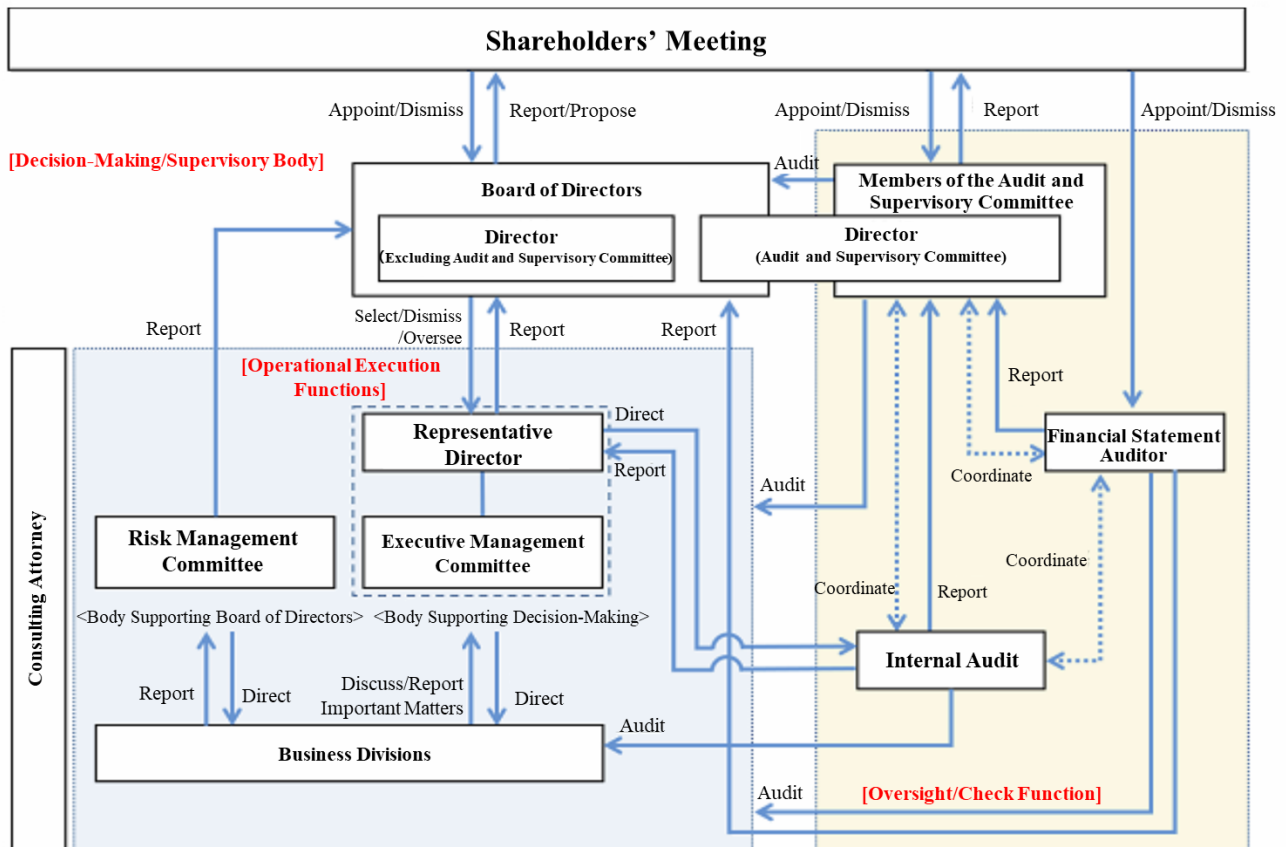 Shareholders' Meeting
Appoint/Dismiss
Report/Propose
Appoint/Dismiss
Report
Appoint/Dismiss
[Decision-Making/Supervisory Body]
Board of Directors
Audit
Members of the Audit and
Supervisory Committee
Director
(Excluding Audit and Supervisory Committee)
Director
(Audit and Supervisory Committee)
Report
Select/Dismiss
/Oversee
Report
Report
[Operational Execution
Functions]
Report
Representative
Director
Direct
Report
Financial Statement
Auditor
Coordinate
Audit
Consulting Attorney
Risk Management
Committee
Executive Management
Committee
Coordinate
Coordinate
Report
<Body Supporting Board of Directors>
<Body Supporting Decision-Making>
Internal Audit
Report
Direct
Discuss/Report
Important Matters
Direct
Audit
Business Divisions
Audit
[Oversight/Check Function]